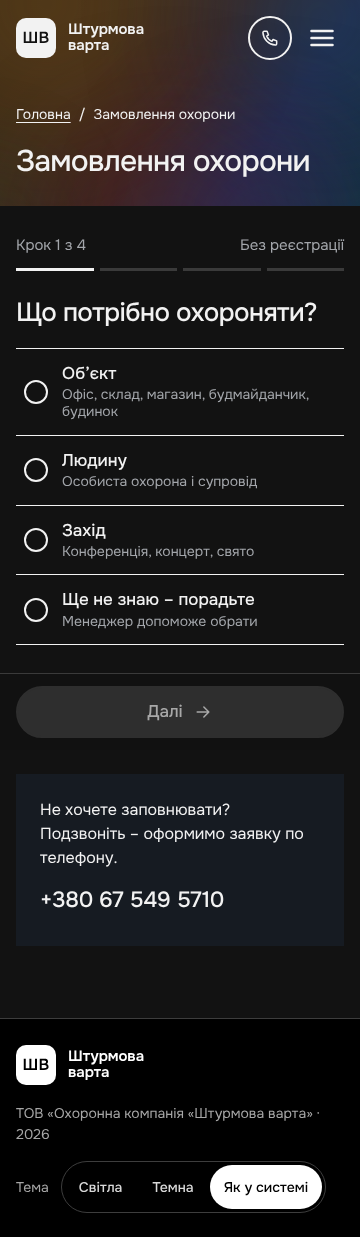 ШВ
Штурмова
варта
Головна / Замовлення охорони
Замовлення охорони
Крок 1 з 4
Без реєстрації
Що потрібно охороняти?
Об’єкт
Офіс, склад, магазин, будмайданчик,
будинок
Людину
Особиста охорона і супровід
Захід
Конференція, концерт, свято
Ще не знаю – порадьте
Менеджер допоможе обрати
Далі →
Не хочете заповнювати?
Подзвоніть – оформимо заявку по
телефону.
+380 67 549 5710
ШВ
Штурмова
варта
ТОВ «Охоронна компанія «Штурмова варта» ·
2026
Тема
Світла
Темна
Як у системі